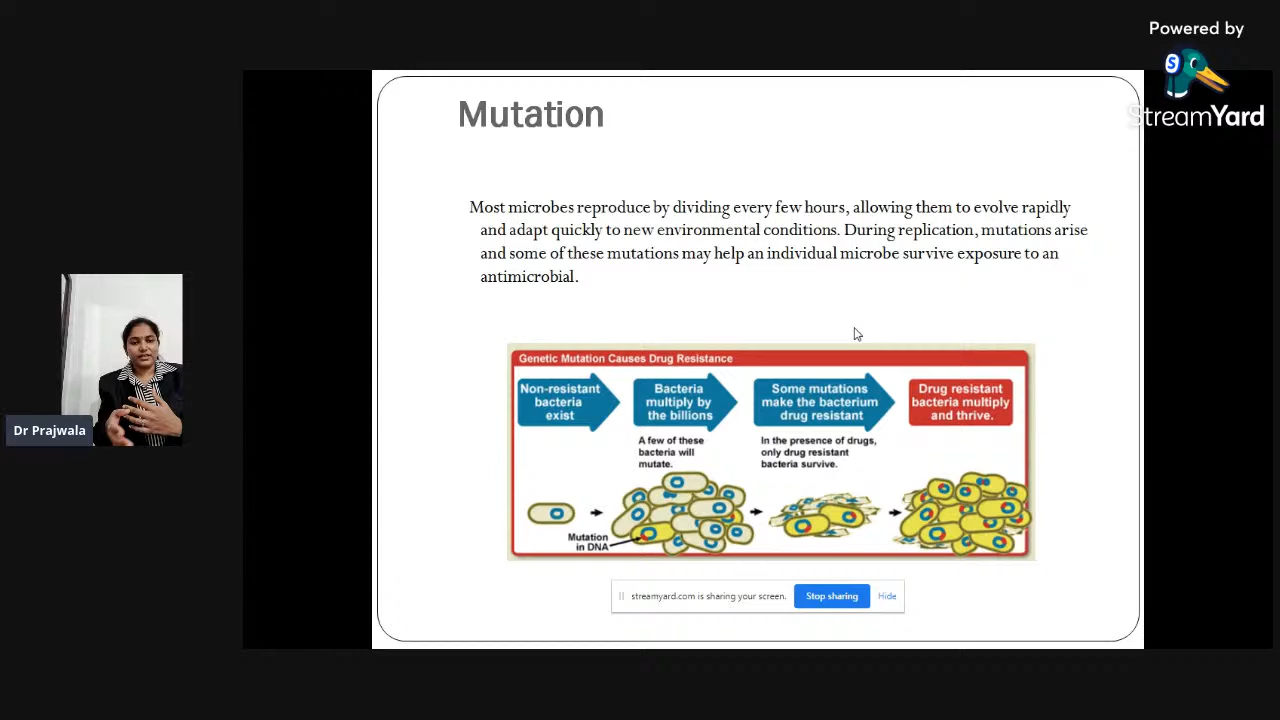 Powered by
StreamYard
Mutation
Most microbes reproduce by dividing every few hours, allowing them to evolve rapidly
and adapt quickly to new environmental conditions. During replication, mutations arise
and some of these mutations may help an individual microbe survive exposure to an
antimicrobial.
Genetic Mutation Causes Drug Resistance
Non-resistant
bacteria
exist
Bacteria
multiply by
the billions
Some mutations
make the bacterium
drug resistant
Drug resistant
bacteria multiply
and thrive.
A few of these
bacteria will
mutate.
In the presence of drugs,
only drug resistant
bacteria survive.
Mutation
in DNA
Dr Prajwala
streamyard.com is sharing your screen.
Stop sharing
Hide